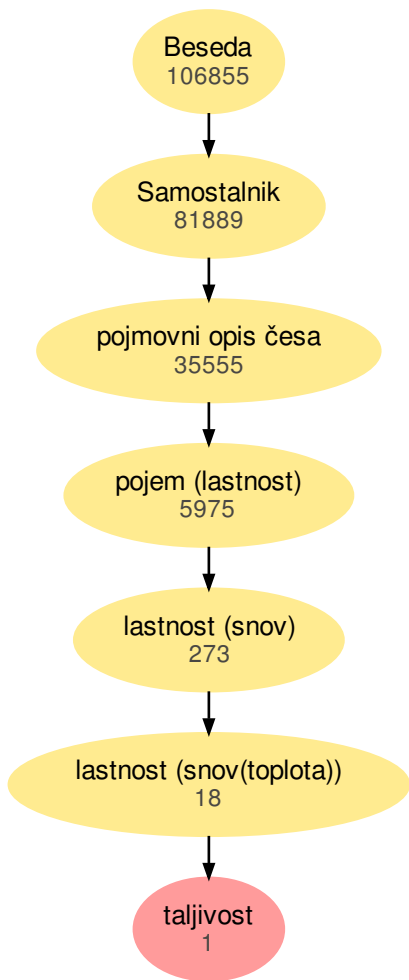 Beseda
106855
Samostalnik
81889
pojmovni opis česa
35555
pojem (lastnost)
5975
lastnost (snov)
273
lastnost (snov(toplota))
18
taljivost
1